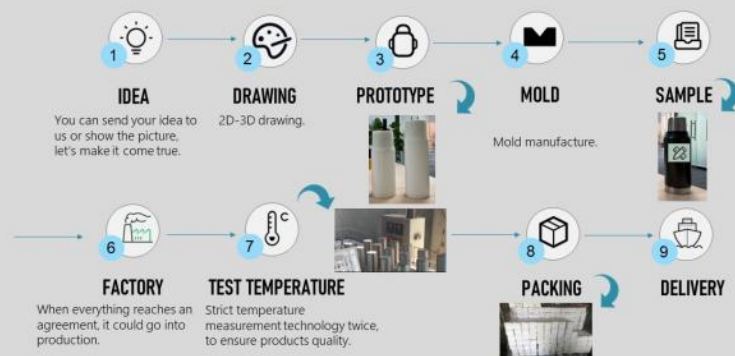 1
2
3
4
5
IDEA
DRAWING
PROTOTYPE
MOLD
SAMPLE
You can send your idea to
us or show the picture,
let's make it come true.
2D-3D drawing.
Mold manufacture.
6
7
C
8
9
FACTORY
TEST TEMPERATURE
PACKING
DELIVERY
When everything reaches an
agreement, it could go into
production.
Strict temperature
measurement technology twice,
to ensure products quality.